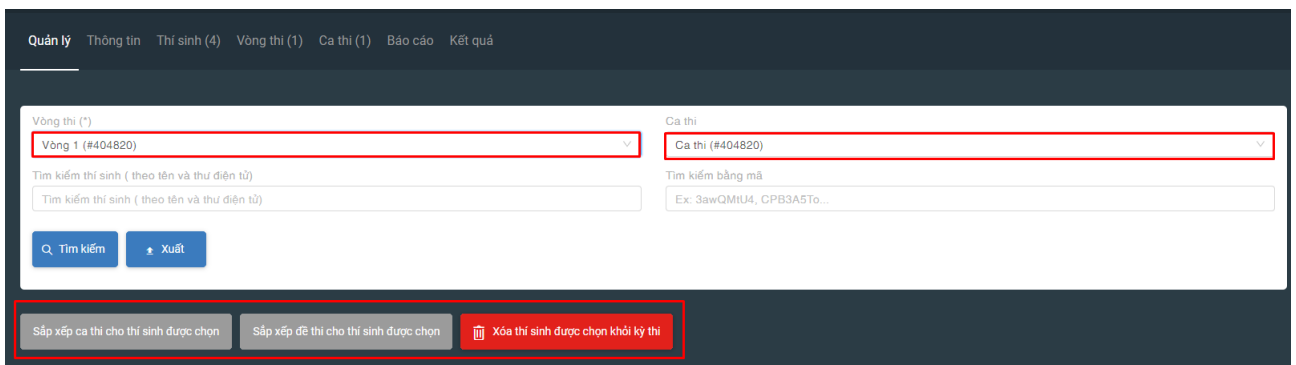 Quản lý Thông tin Thí sinh (4) Vòng thi (1) Ca thi (1) Báo cáo Kết quả
Vòng thi (*) Ca thi
Vòng 1 (#404820) Ca thi (#404820)
Tìm kiếm thí sinh ( theo tên và thư điện tử) Tìm kiếm bằng mã
Tìm kiếm thí sinh ( theo tên và thư điện tử) Ex: 3awQMtU4, CPB3A5To...
Tìm kiếm Xuất
Sắp xếp ca thi cho thí sinh được chọn Sắp xếp đề thi cho thí sinh được chọn Xóa thí sinh được chọn khỏi kỳ thi